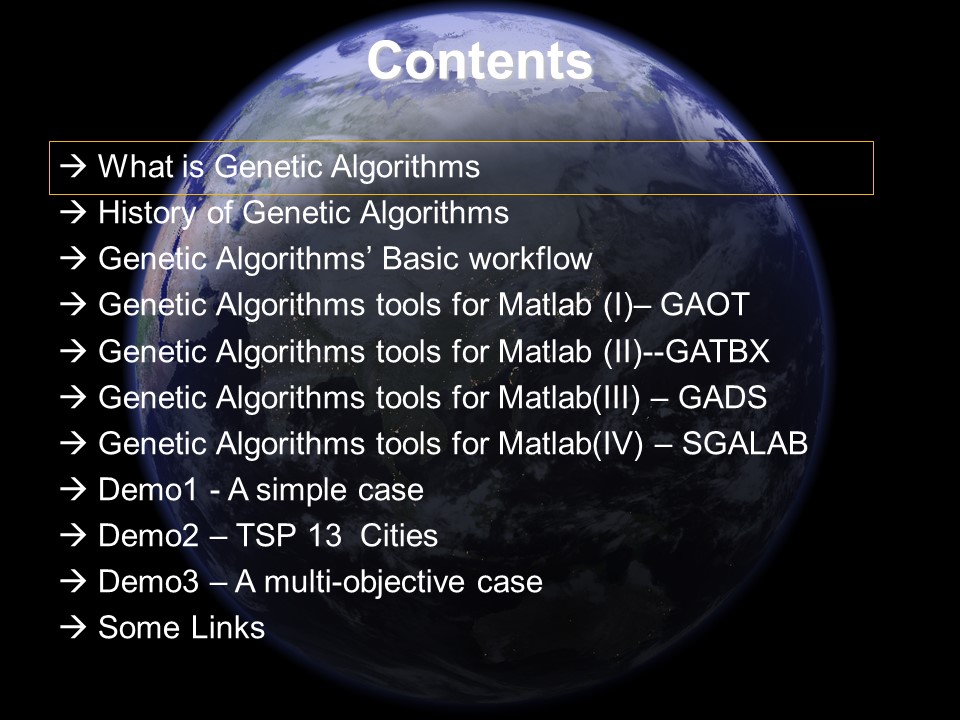 Contents
→ What is Genetic Algorithms
→ History of Genetic Algorithms
→ Genetic Algorithms’ Basic workflow
→ Genetic Algorithms tools for Matlab (I)– GAOT
→ Genetic Algorithms tools for Matlab (II)--GATBX
→ Genetic Algorithms tools for Matlab(III) – GADS
→ Genetic Algorithms tools for Matlab(IV) – SGALAB
→ Demo1 - A simple case
→ Demo2 – TSP 13  Cities
→ Demo3 – A multi-objective case
→ Some Links